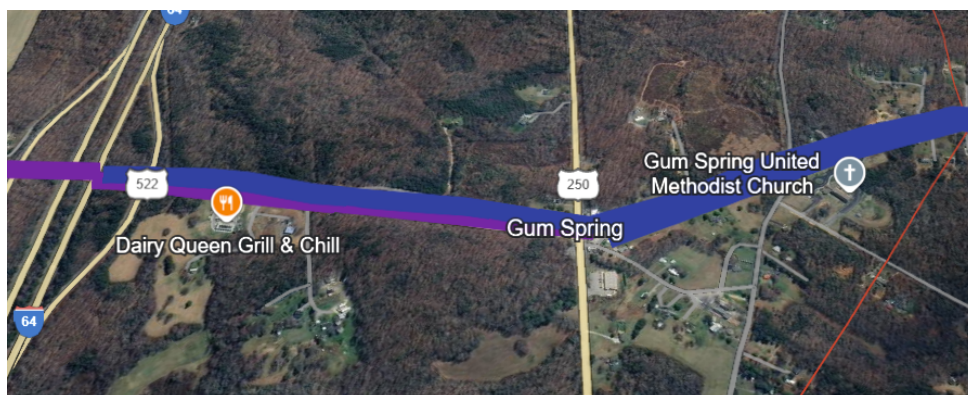 64
522
250
Gum Spring United
Methodist Church
Gum Spring
Dairy Queen Grill & Chill
64